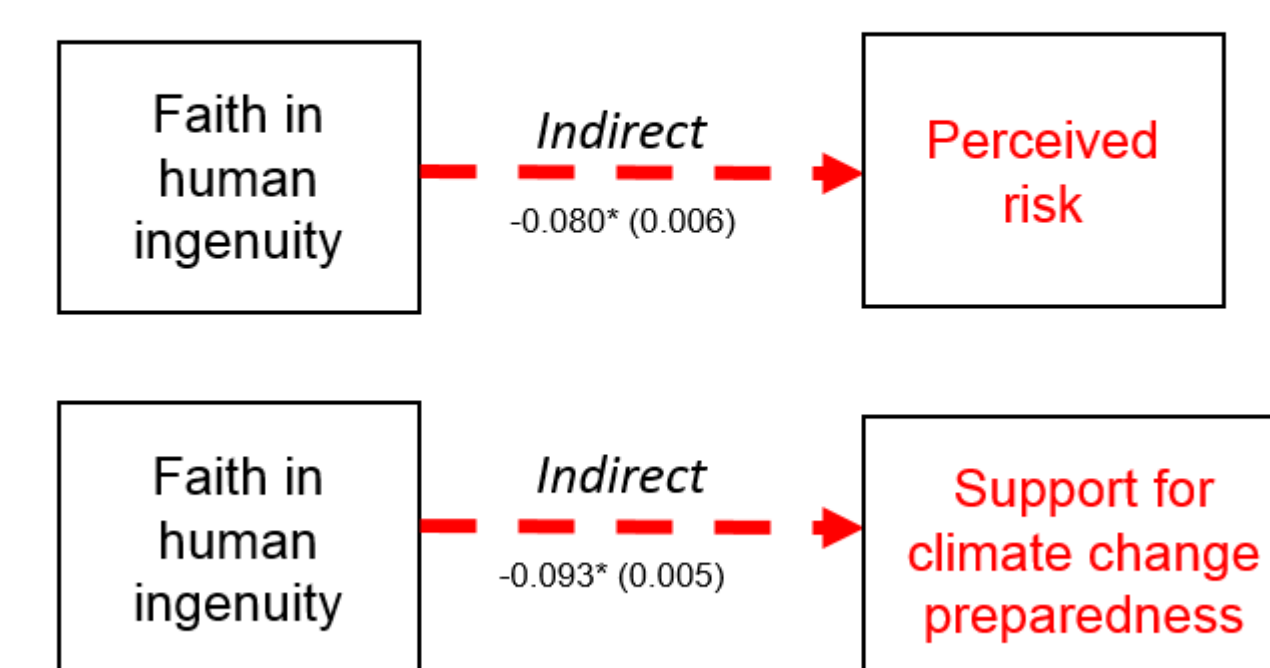 Faith in
human
ingenuity
Indirect
-0.080* (0.006)
Perceived
risk
Faith in
human
ingenuity
Indirect
-0.093* (0.005)
Support for
climate change
preparedness